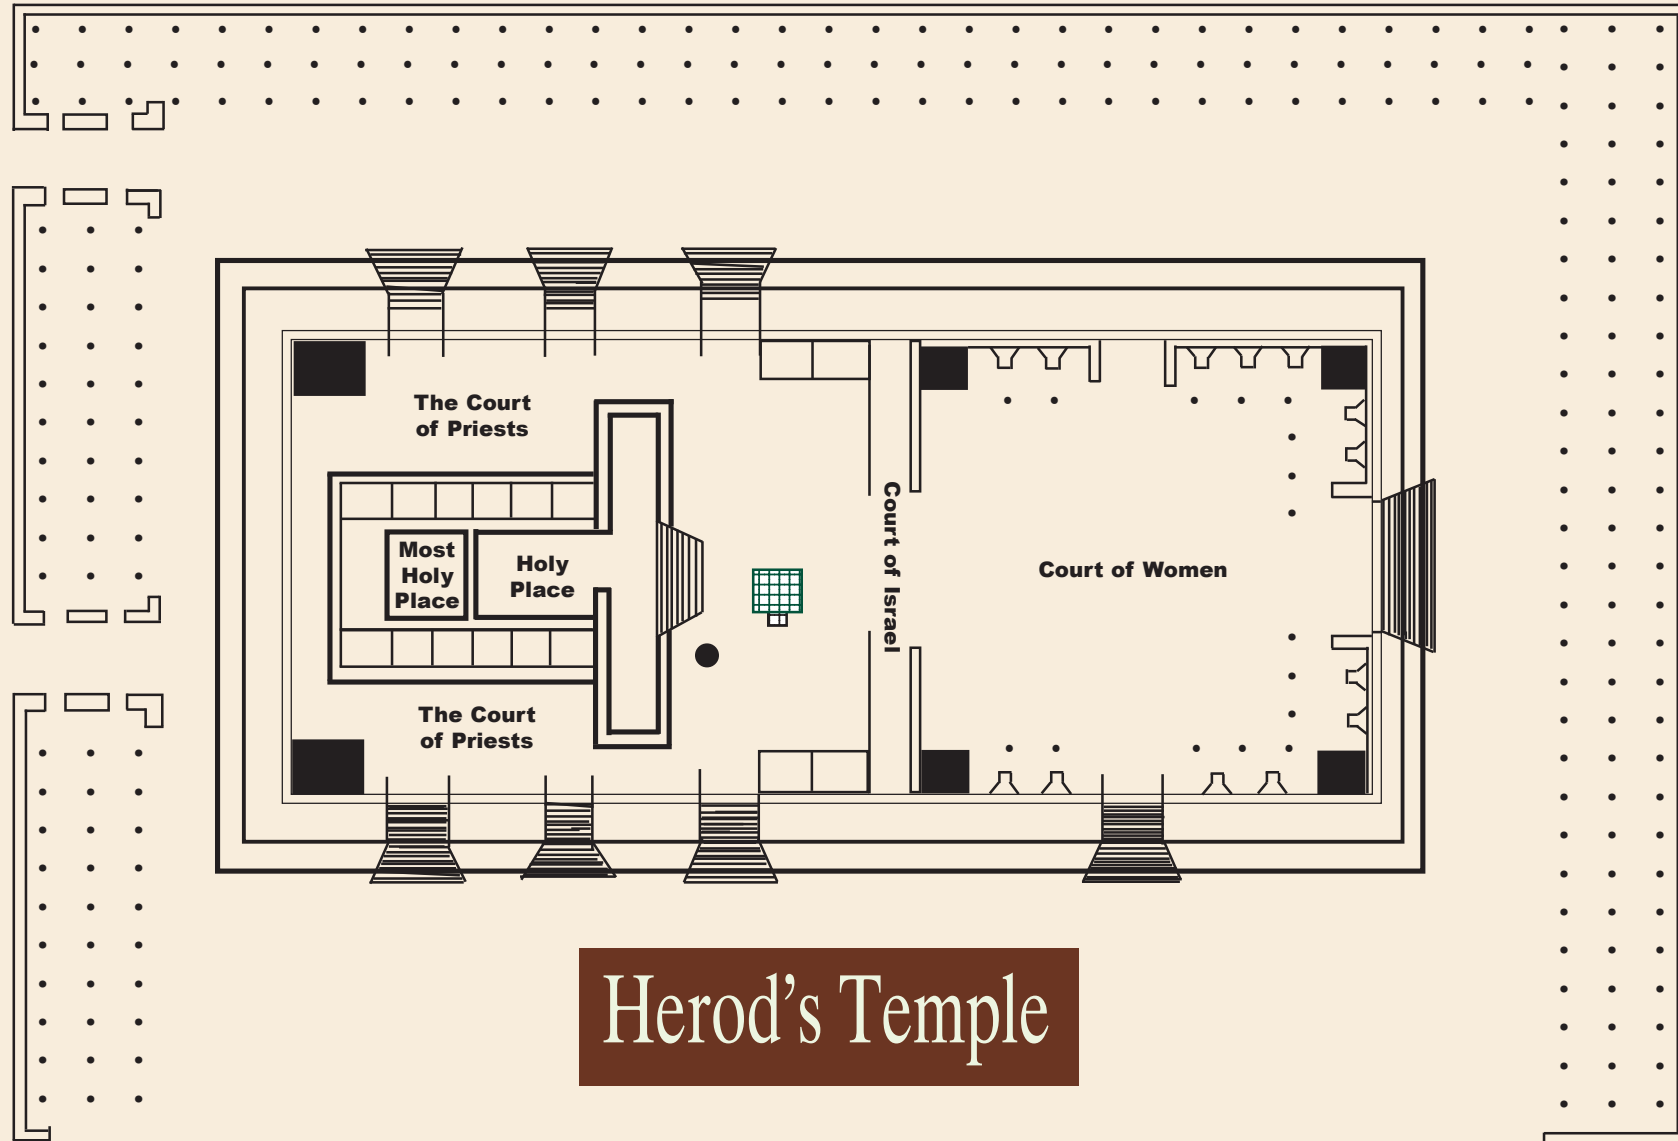 The Court
of Priests
Most
Holy
Place
Holy
Place
Court of Israel
Court of Women
The Court
of Priests
Herod’s Temple